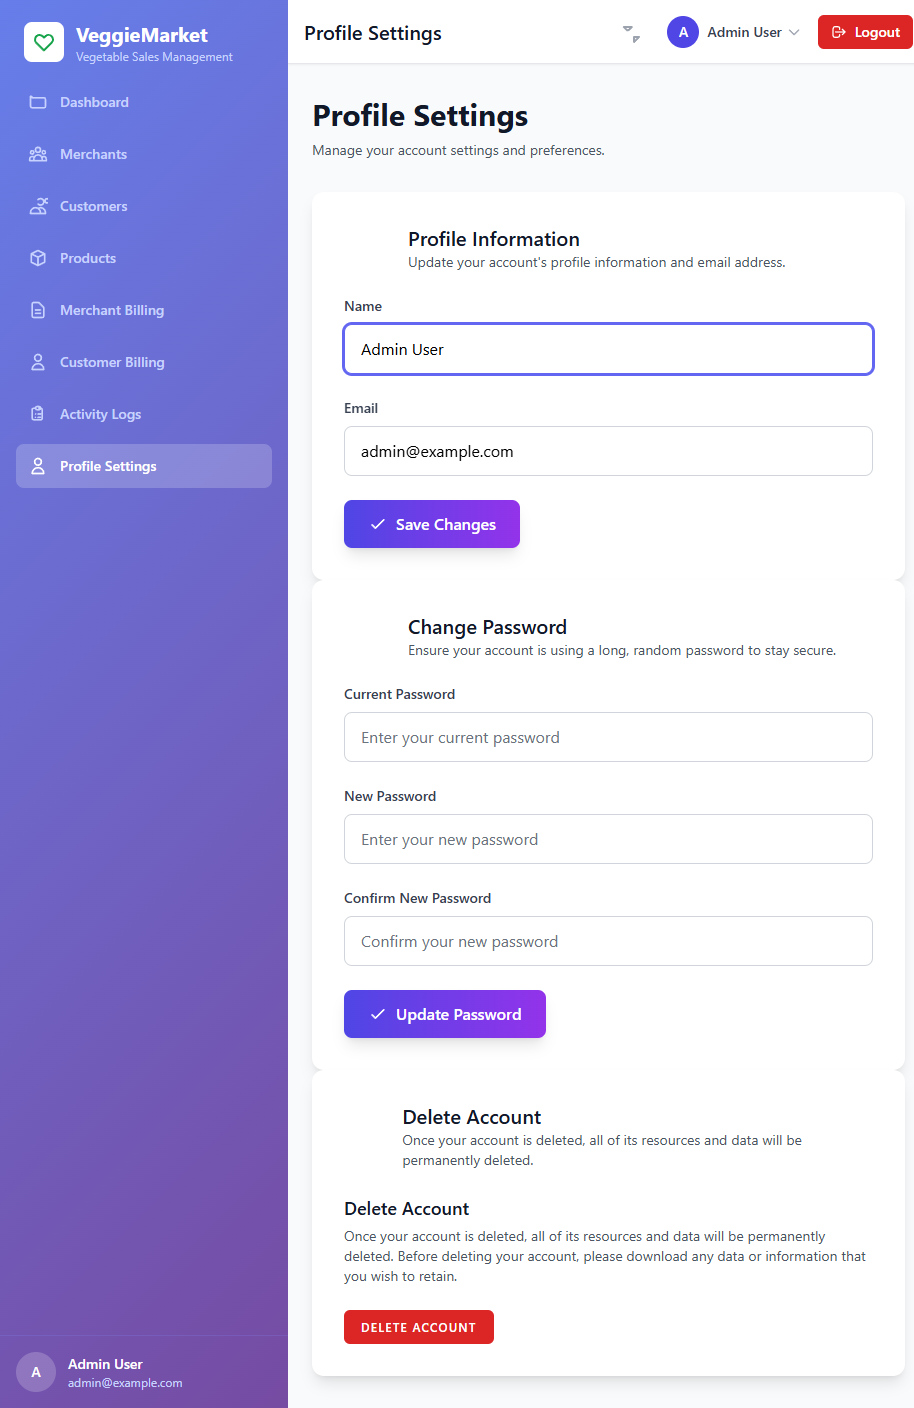 VeggieMarket
Vegetable Sales Management
Dashboard
Merchants
Customers
Products
Merchant Billing
Customer Billing
Activity Logs
Profile Settings
A
Admin User
admin@example.com
Profile Settings
A
Admin User
Logout
Profile Settings
Manage your account settings and preferences.
Profile Information
Update your account's profile information and email address.
Name
Admin User
Email
admin@example.com
Save Changes
Change Password
Ensure your account is using a long, random password to stay secure.
Current Password
Enter your current password
New Password
Enter your new password
Confirm New Password
Confirm your new password
Update Password
Delete Account
Once your account is deleted, all of its resources and data will be
permanently deleted.
Delete Account
Once your account is deleted, all of its resources and data will be permanently
deleted. Before deleting your account, please download any data or information that
you wish to retain.
DELETE ACCOUNT